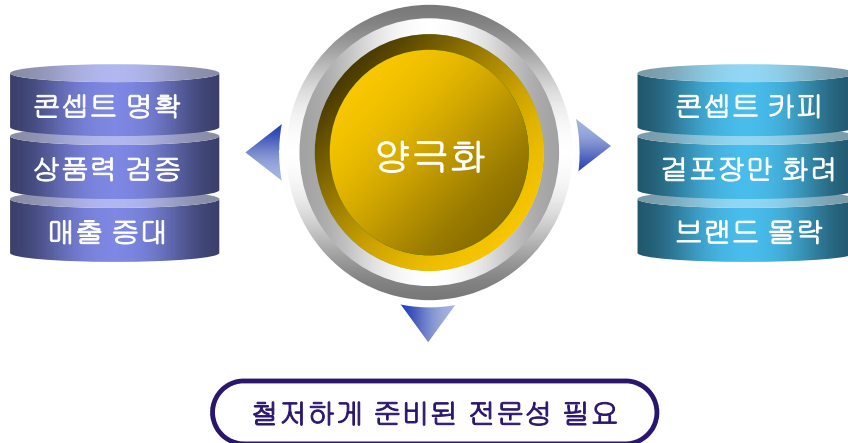 콘셉트 명확
상품력 검증
매출 증대
양극화
콘셉트 카피
겉포장만 화려
브랜드 몰락
철저하게 준비된 전문성 필요